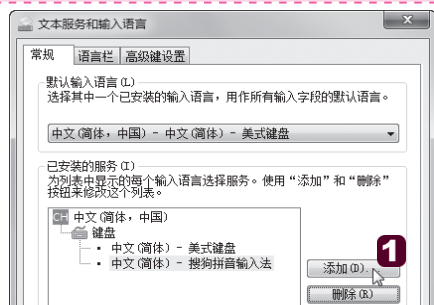 文本服务和输入语言
常规 语言栏 高级键设置
默认输入语言(L)
选择其中一个已安装的输入语言，用作所有输入字段的默认语言。
中文(简体，中国) - 中文(简体) - 美式键盘
已安装的服务(I)
为列表中显示的每个输入语言选择服务。使用“添加”和“删除”
按钮来修改这个列表。
CH 中文(简体，中国)
键盘
• 中文(简体) - 美式键盘
• 中文(简体) - 搜狗拼音输入法
1
添加(D)...
删除(R)